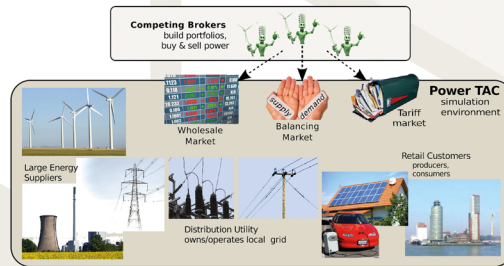 Competing Brokers
build portfolios,
buy & sell power
Power TAC
simulation
environment
Wholesale
Market
supply
demand
Balancing
Market
Tariff
market
Large Energy
Suppliers
Retail Customers
producers,
consumers
Distribution Utility
owns/operates local grid